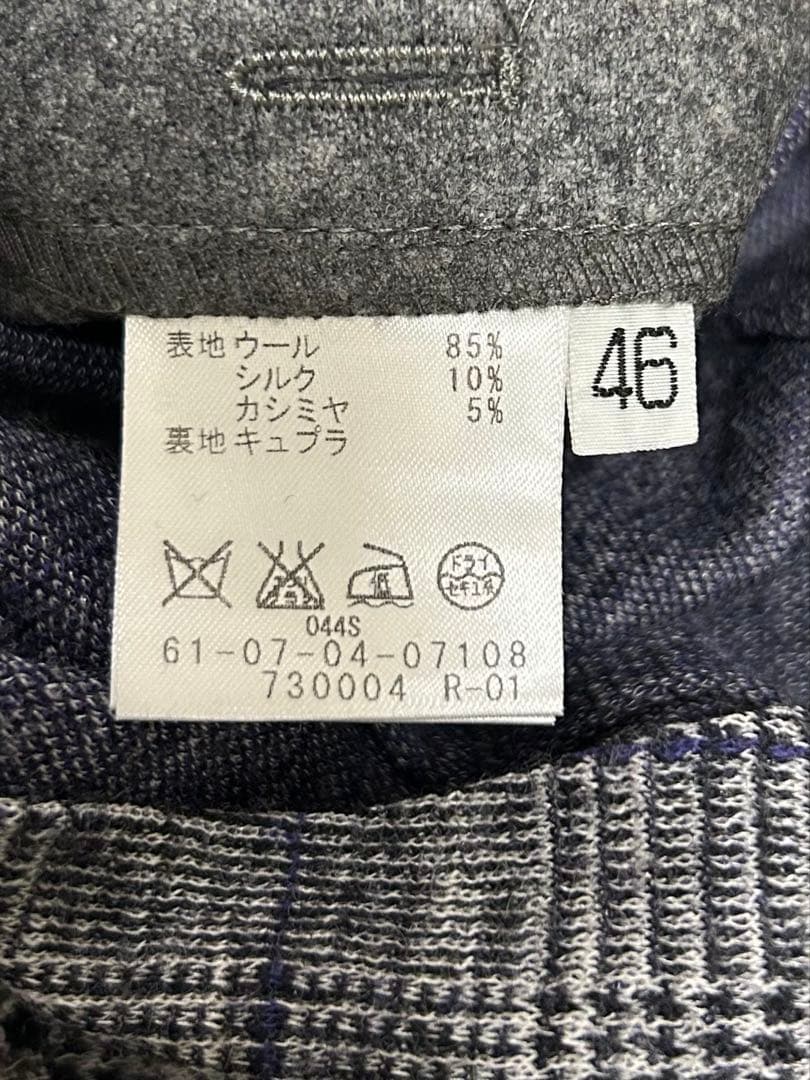 表地 ウール 85%
シルク 10%
カシミヤ 5%
裏地 キュプラ
46
低
ドライ
セキユ系
044S
61-07-04-07108
730004 R-01